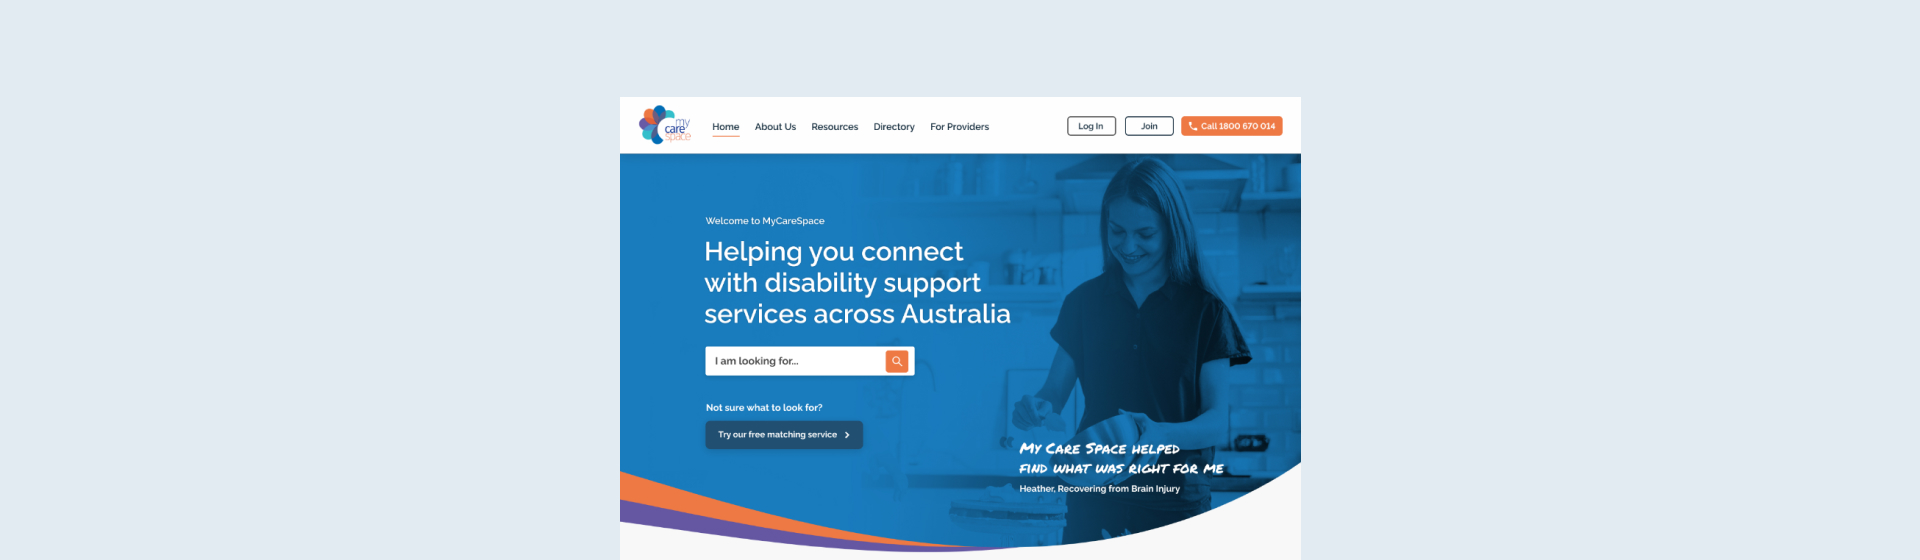 my
care
space
Home
About Us
Resources
Directory
For Providers
Log In
Join
Call 1800 670 014
Welcome to MyCareSpace
Helping you connect
with disability support
services across Australia
I am looking for...
Not sure what to look for?
Try our free matching service
My Care Space helped
find what was right for me
Heather, Recovering from Brain Injury